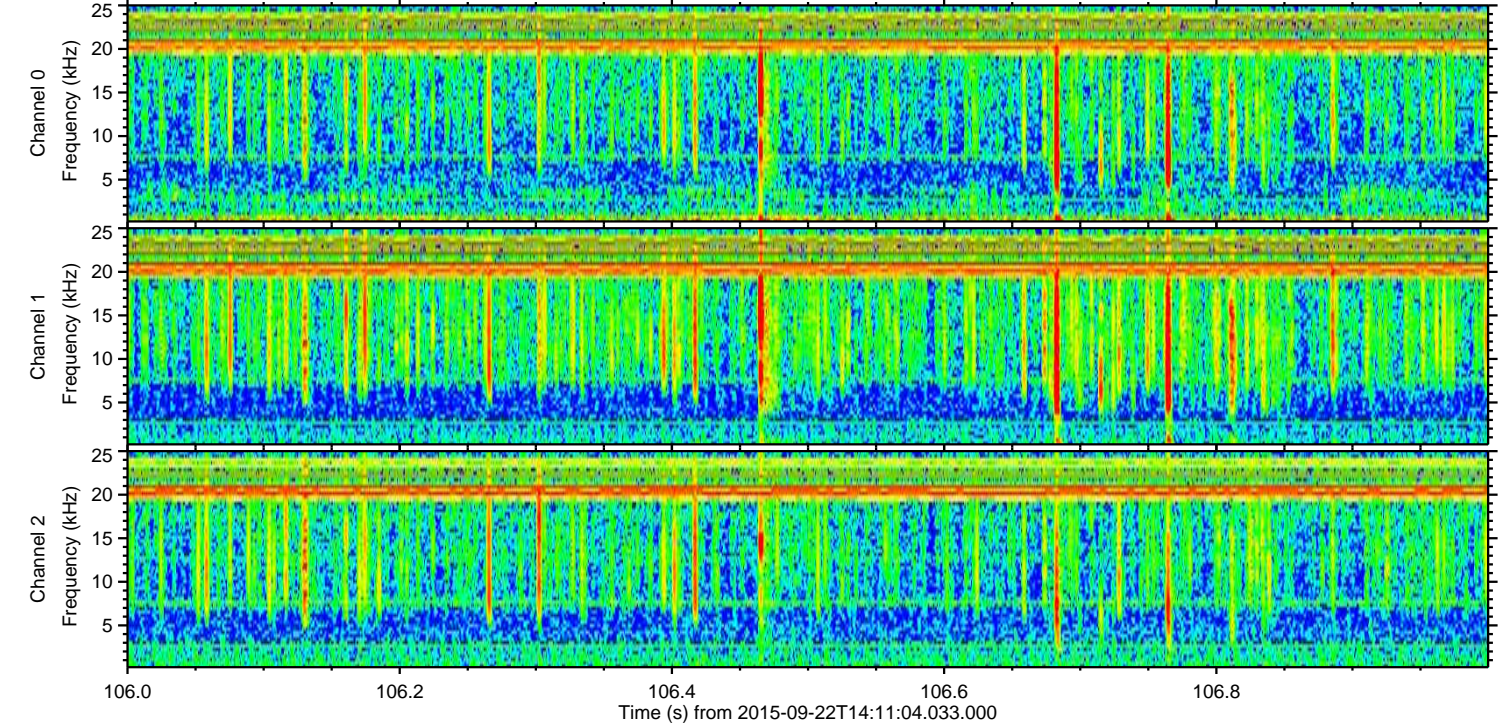 25
20
15
10
5
Channel 0
Frequency (kHz)
25
20
15
10
5
Channel 1
Frequency (kHz)
25
20
15
10
5
Channel 2
Frequency (kHz)
106.0 106.2 106.4 106.6 106.8
Time (s) from 2015-09-22T14:11:04.033.000